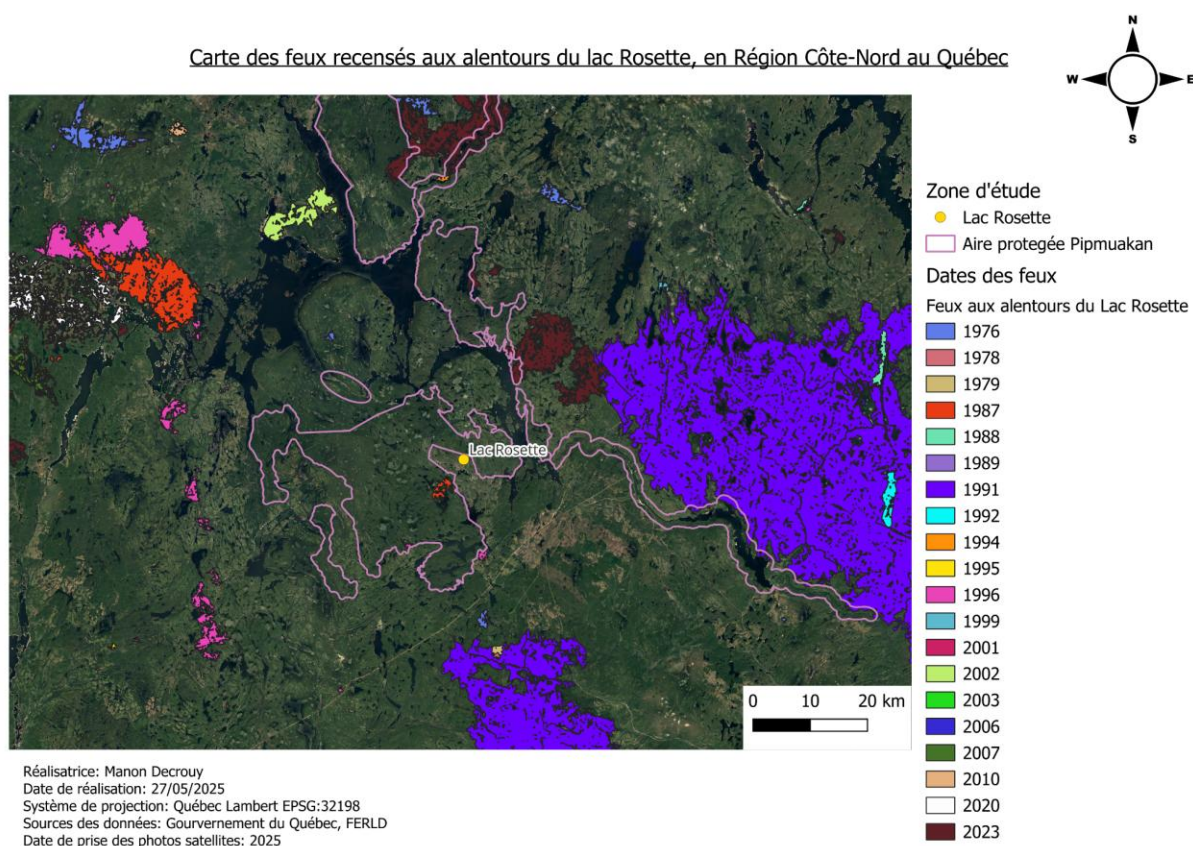 Carte des feux recensés aux alentours du lac Rosette, en Région Côte-Nord au Québec
N
W
E
S
Lac Rosette
0 10 20 km
Zone d'étude
Lac Rosette
Aire protegée Pipmuakan
Dates des feux
Feux aux alentours du Lac Rosette
1976
1978
1979
1987
1988
1989
1991
1992
1994
1995
1996
1999
2001
2002
2003
2006
2007
2010
2020
2023
Réalisatrice: Manon Decrouy
Date de réalisation: 27/05/2025
Système de projection: Québec Lambert EPSG:32198
Sources des données: Gourvernement du Québec, FERLD
Date de prise des photos satellites: 2025